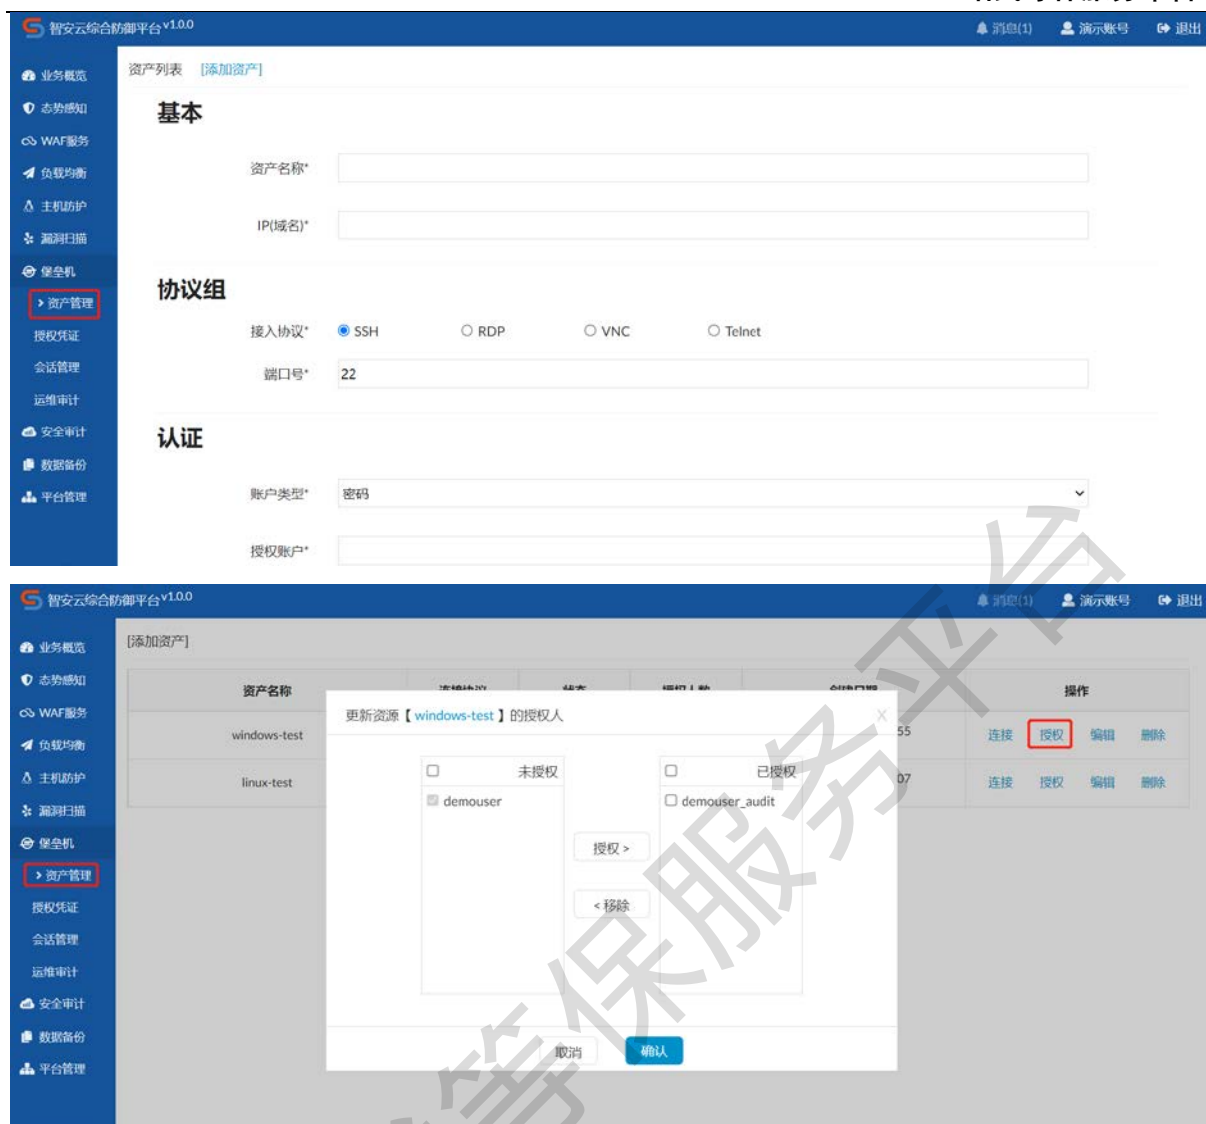 智安云综合防御平台v1.0.0 消息(1) 演示账号 退出
业务概览
态势感知
WAF服务
负载均衡
主机防护
漏洞扫描
堡垒机
资产管理
授权凭证
会话管理
运维审计
安全审计
数据备份
平台管理
资产列表 [添加资产]
基本
资产名称*
IP(域名)*
协议组
接入协议* SSH RDP VNC Telnet
端口号* 22
认证
账户类型* 密码
授权账户*
智安云综合防御平台v1.0.0 消息(1) 演示账号 退出
业务概览
态势感知
WAF服务
负载均衡
主机防护
漏洞扫描
堡垒机
资产管理
授权凭证
会话管理
运维审计
安全审计
数据备份
平台管理
[添加资产]
资产名称 操作
windows-test 55 连接 授权 编辑 删除
linux-test 07 连接 授权 编辑 删除
更新资源【 windows-test 】的授权人 X
未授权 已授权
demouser demouser_audit
授权 >
< 移除
取消 确认
等保服务平台